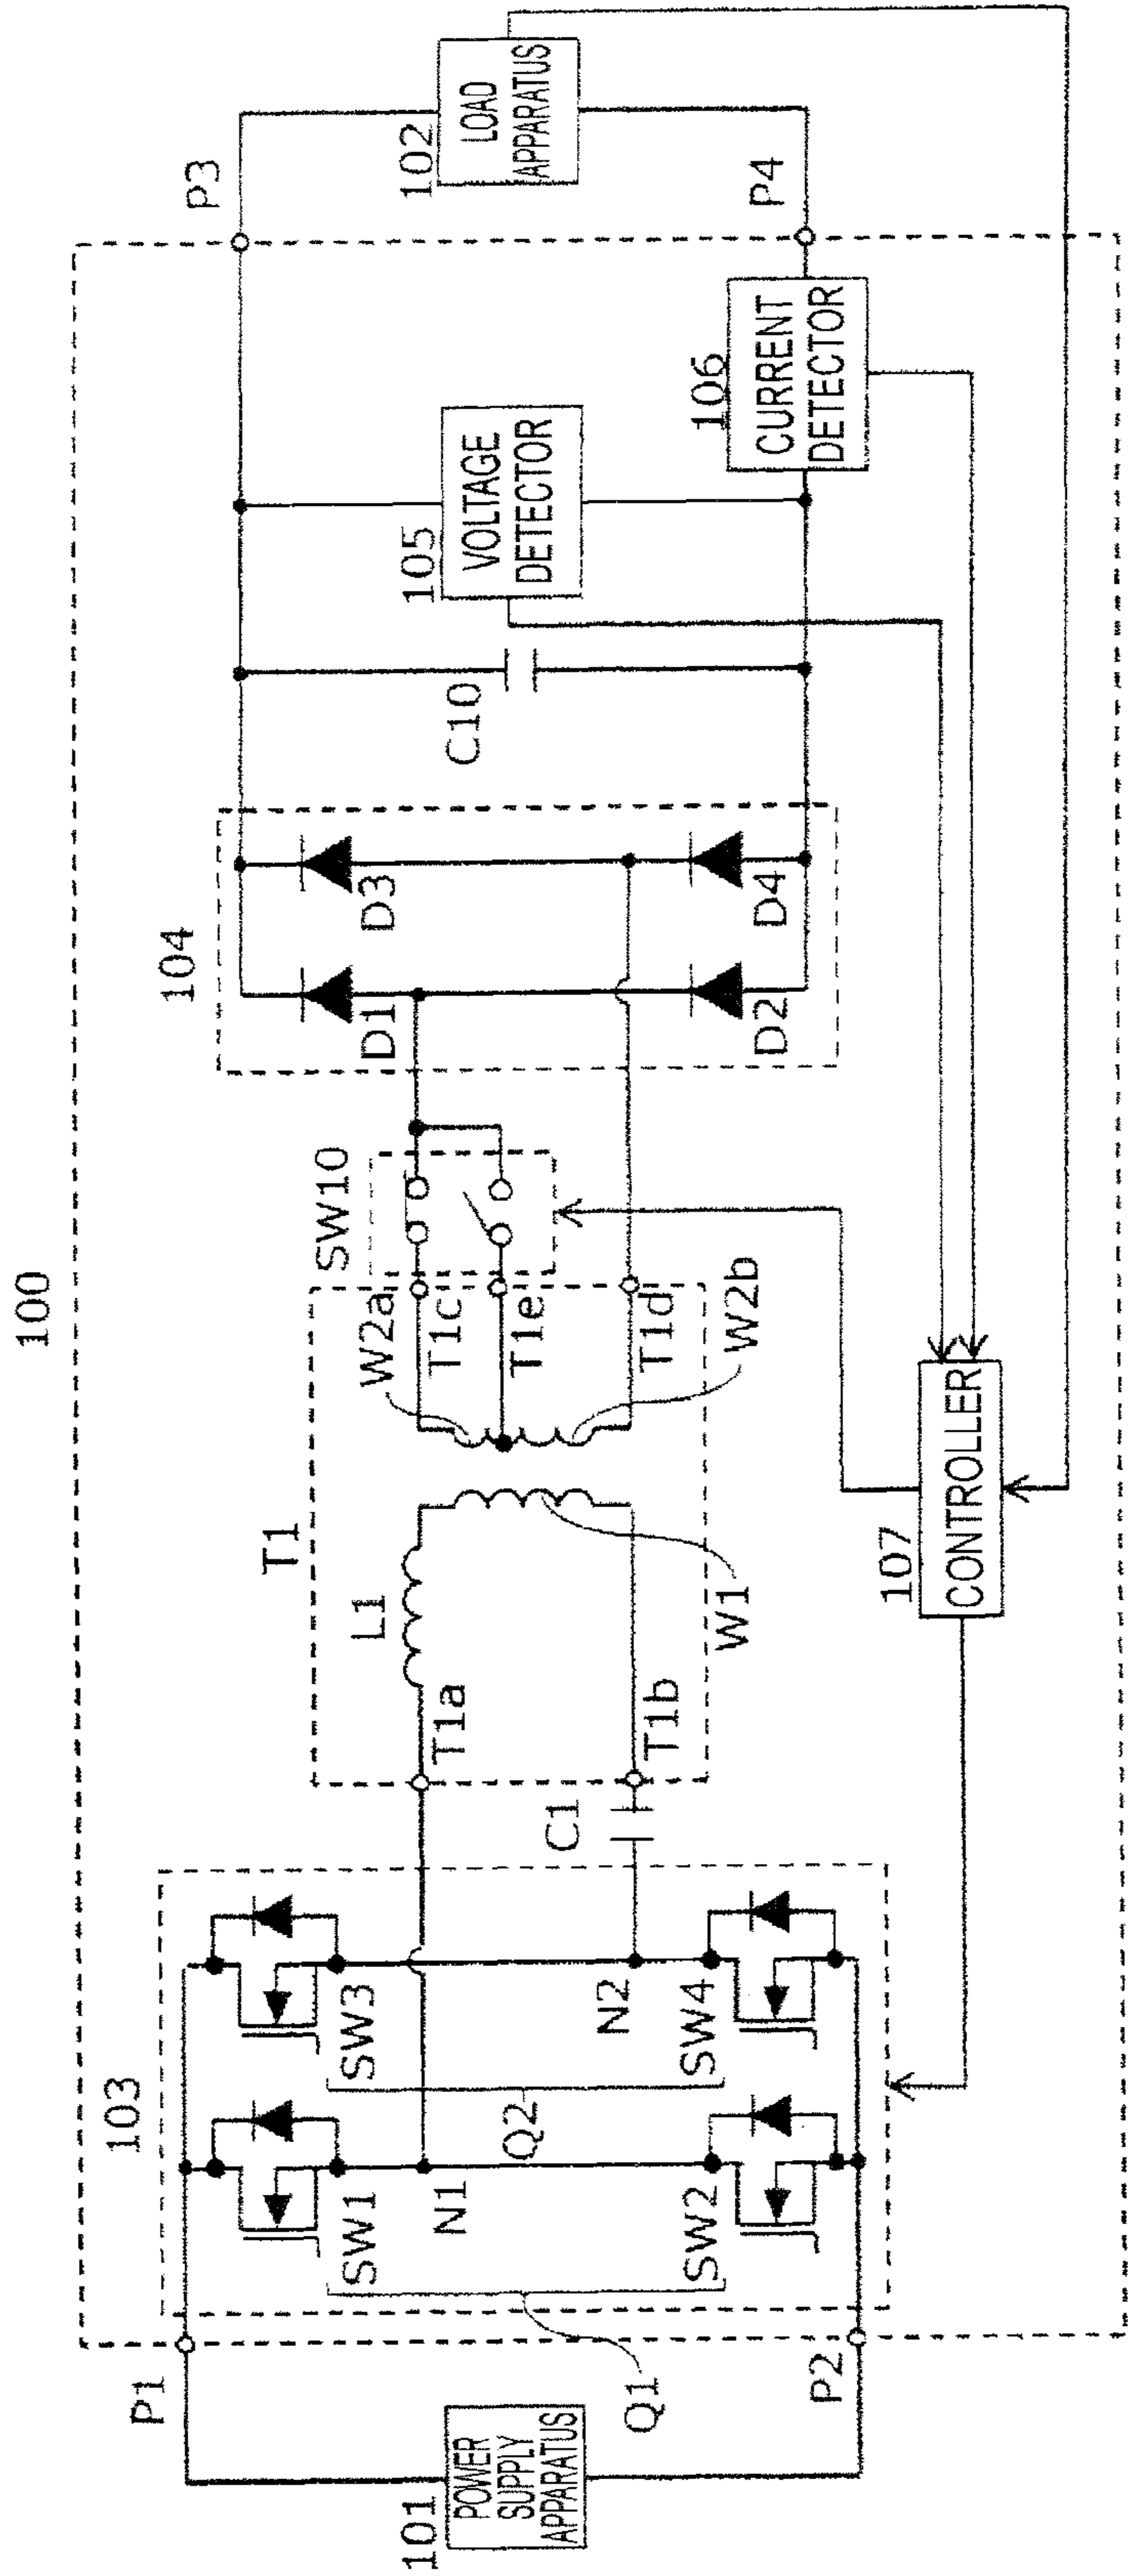 100
101
POWER
SUPPLY
APPARATUS
P1
P2
103
SW1
SW2
SW3
SW4
N1
N2
Q1
Q2
C1
T1
T1a
T1b
L1
W1
W2a
W2b
T1c
T1e
T1d
SW10
104
D1
D2
D3
D4
C10
105
VOLTAGE
DETECTOR
106
CURRENT
DETECTOR
P3
P4
102
LOAD
APPARATUS
107
CONTROLLER